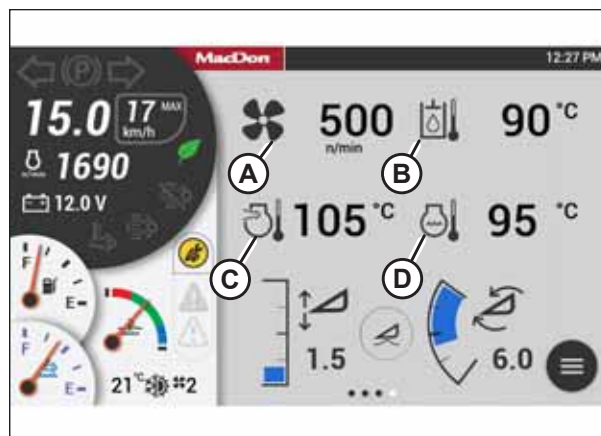 MacDon
12:27 PM
(P)
15.0 17 MAX km/h
n/min 1690
12.0 V
500 n/min
90 °C
A
B
105 °C
95 °C
C
D
F
E
F
E
21 °C 2
1.5
6.0